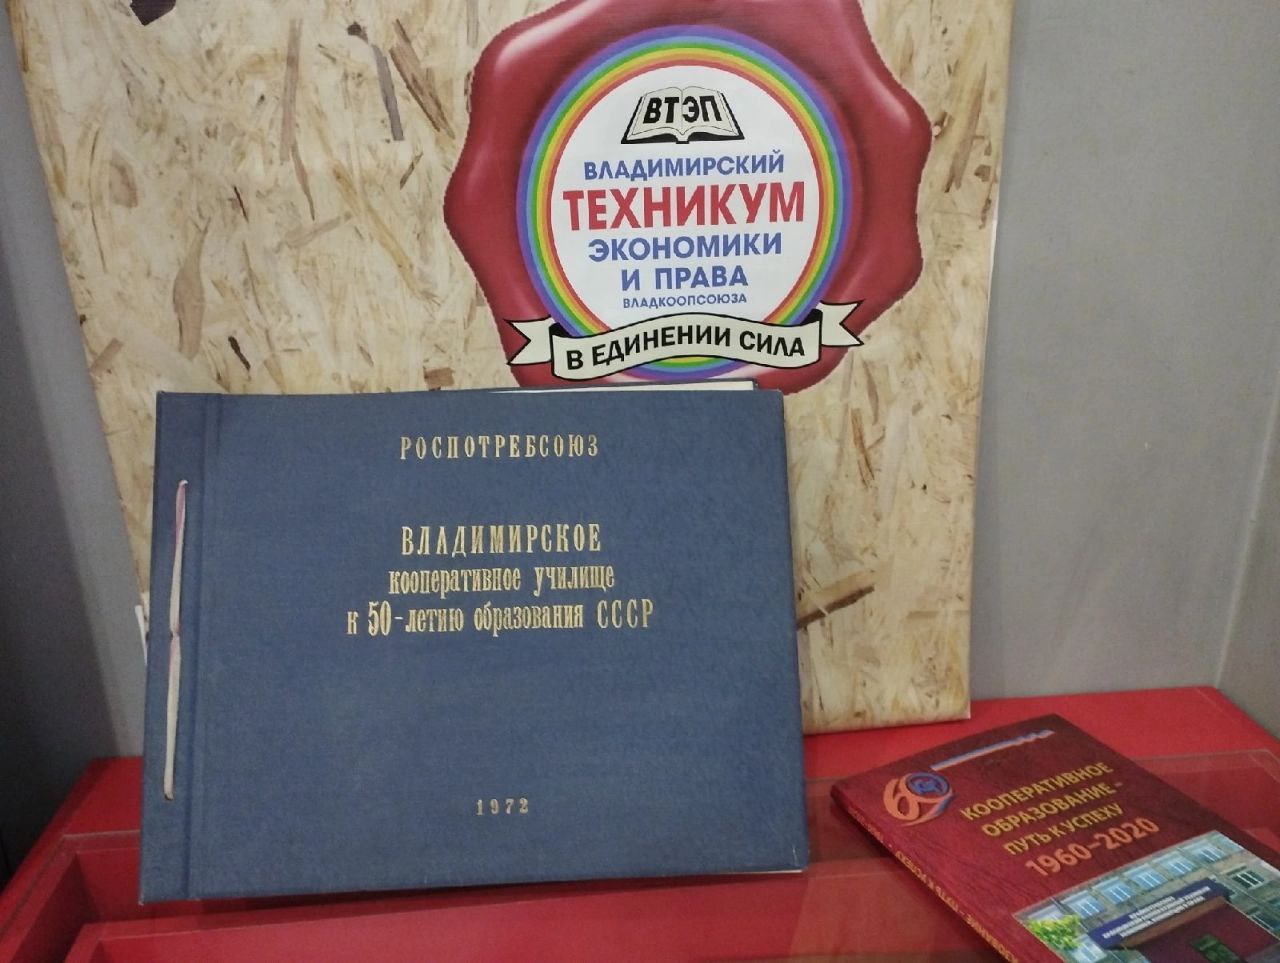 ВТЭП
ВЛАДИМИРСКИЙ
ТЕХНИКУМ
ЭКОНОМИКИ
И ПРАВА
ВЛАДКООПСОЮЗА
В ЕДИНЕНИИ СИЛА
РОСПОТРЕБСОЮЗ
ВЛАДИМИРСКОЕ
кооперативное училище
к 50-летию образования СССР
1972
60
КООПЕРАТИВНОЕ
ОБРАЗОВАНИЕ –
ПУТЬ К УСПЕХУ
1960–2020